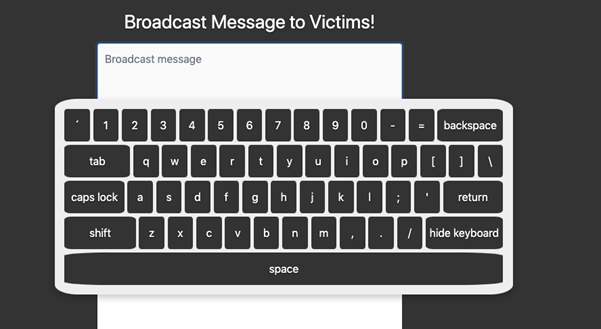 Broadcast Message to Victims!
Broadcast message
´ 1 2 3 4 5 6 7 8 9 0 - = backspace
tab q w e r t y u i o p [ ] \
caps lock a s d f g h j k l ; ' return
shift z x c v b n m , . / hide keyboard
space